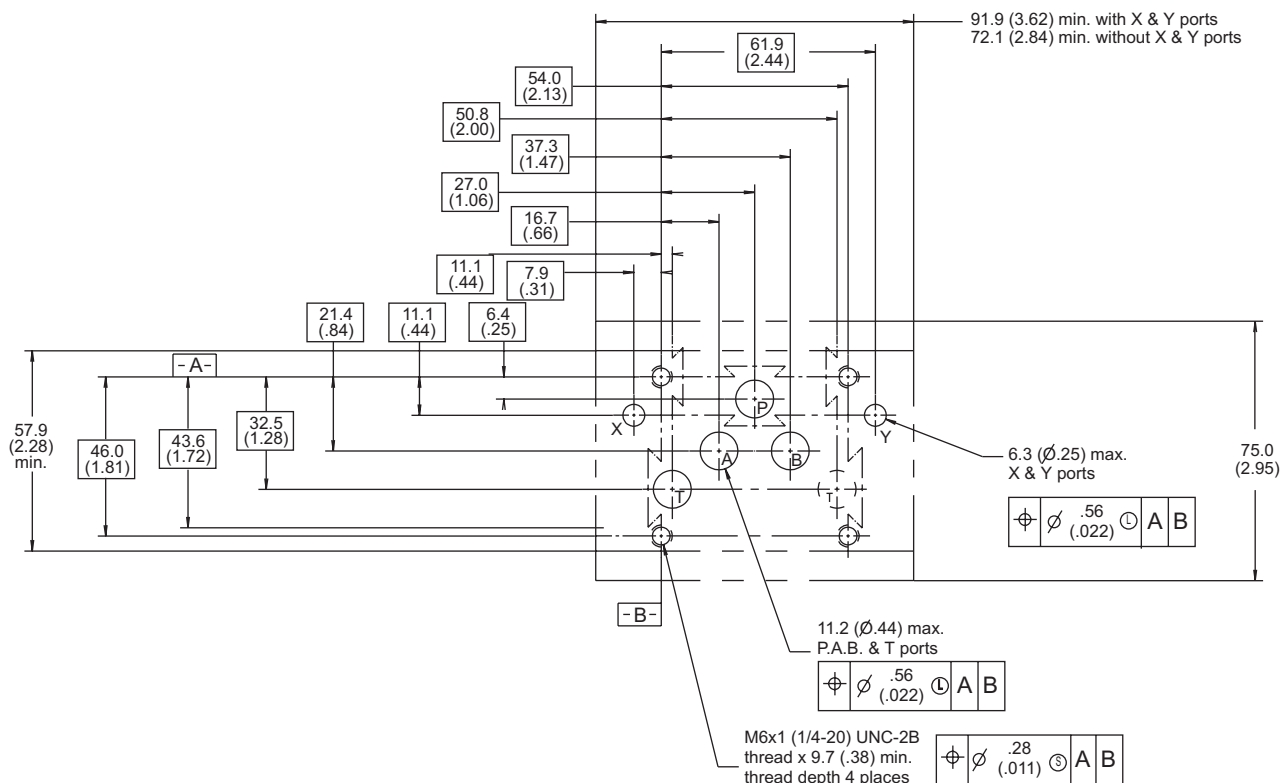 91.9 (3.62) min. with X & Y ports
72.1 (2.84) min. without X & Y ports
61.9
(2.44)
54.0
(2.13)
50.8
(2.00)
37.3
(1.47)
27.0
(1.06)
16.7
(.66)
11.1
(.44)
7.9
(.31)
21.4
(.84)
11.1
(.44)
6.4
(.25)
-A-
57.9
(2.28)
min.
46.0
(1.81)
43.6
(1.72)
32.5
(1.28)
P
X
Y
A
B
T
T
6.3 (Ø.25) max.
X & Y ports
75.0
(2.95)
⌖ Ø .56 (.022) Ⓛ A B
-B-
11.2 (Ø.44) max.
P.A.B. & T ports
⌖ Ø .56 (.022) Ⓛ A B
M6x1 (1/4-20) UNC-2B
thread x 9.7 (.38) min.
thread depth 4 places
⌖ Ø .28 (.011) Ⓢ A B